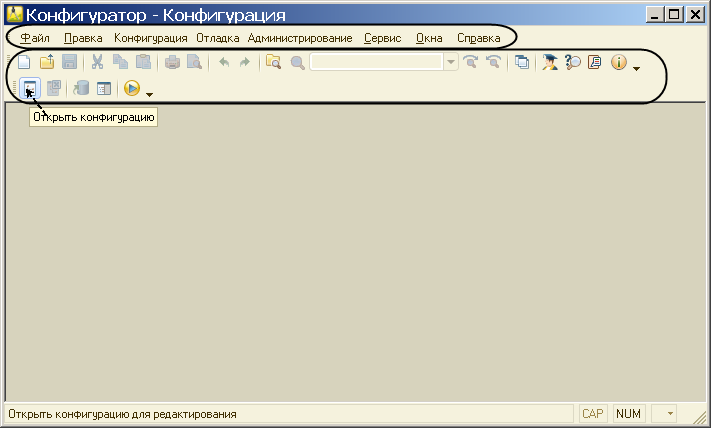 Конфигуратор - Конфигурация
Файл Правка Конфигурация Отладка Администрирование Сервис Окна Справка
Открыть конфигурацию
Открыть конфигурацию для редактирования CAP NUM